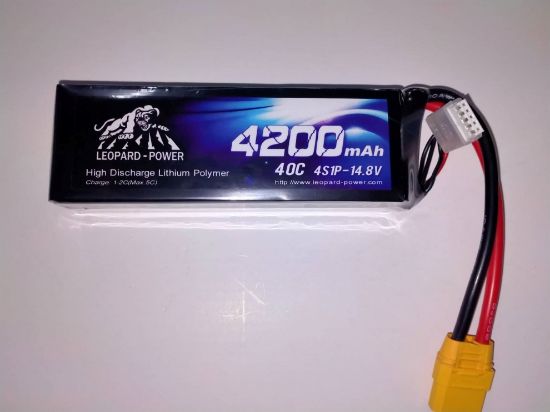 LEOPARD-POWER
High Discharge Lithium Polymer
Charge: 1-2C(Max 5C)
4200mAh
40C 4S1P-14.8V
http://www.leopard-power.com